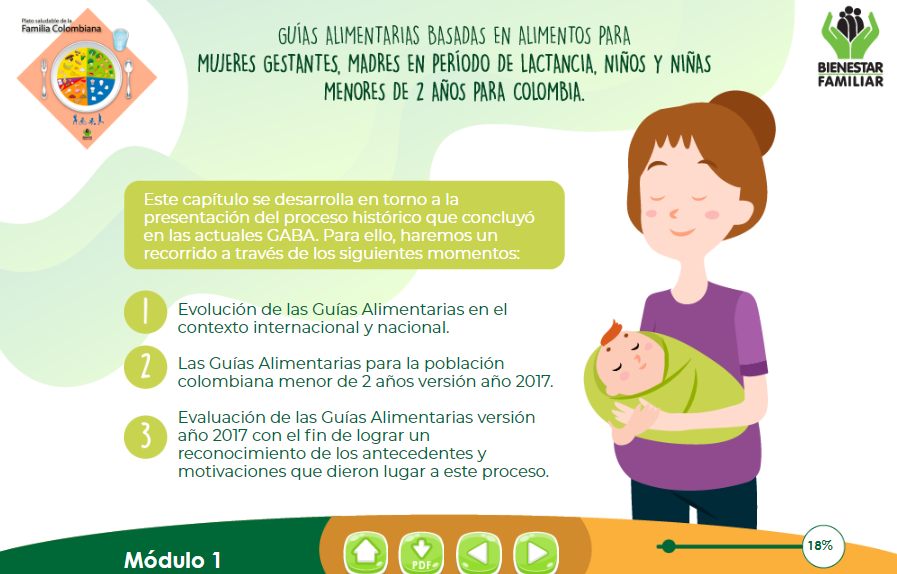 Plato saludable de la
Familia Colombiana
GUÍAS ALIMENTARIAS BASADAS EN ALIMENTOS PARA
MUJERES GESTANTES, MADRES EN PERÍODO DE LACTANCIA, NIÑOS Y NIÑAS
MENORES DE 2 AÑOS PARA COLOMBIA.
BIENESTAR
FAMILIAR
Este capítulo se desarrolla en torno a la
presentación del proceso histórico que concluyó
en las actuales GABA. Para ello, haremos un
recorrido a través de los siguientes momentos:
1
Evolución de las Guías Alimentarias en el
contexto internacional y nacional.
2
Las Guías Alimentarias para la población
colombiana menor de 2 años versión año 2017.
3
Evaluación de las Guías Alimentarias versión
año 2017 con el fin de lograr un
reconocimiento de los antecedentes y
motivaciones que dieron lugar a este proceso.
Módulo 1
PDF
18%